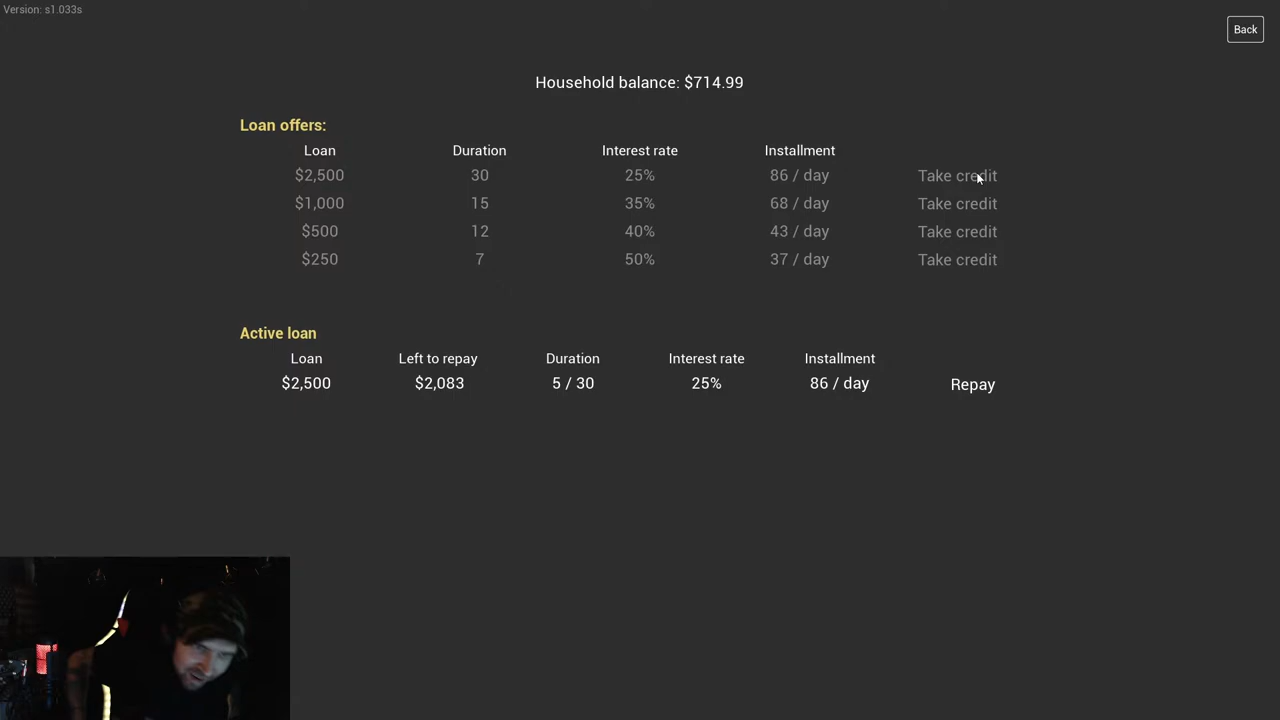 Version: s1.033s
Back
Household balance: $714.99
Loan offers:
Loan Duration Interest rate Installment
$2,500 30 25% 86 / day Take credit
$1,000 15 35% 68 / day Take credit
$500 12 40% 43 / day Take credit
$250 7 50% 37 / day Take credit
Active loan
Loan Left to repay Duration Interest rate Installment
$2,500 $2,083 5 / 30 25% 86 / day Repay